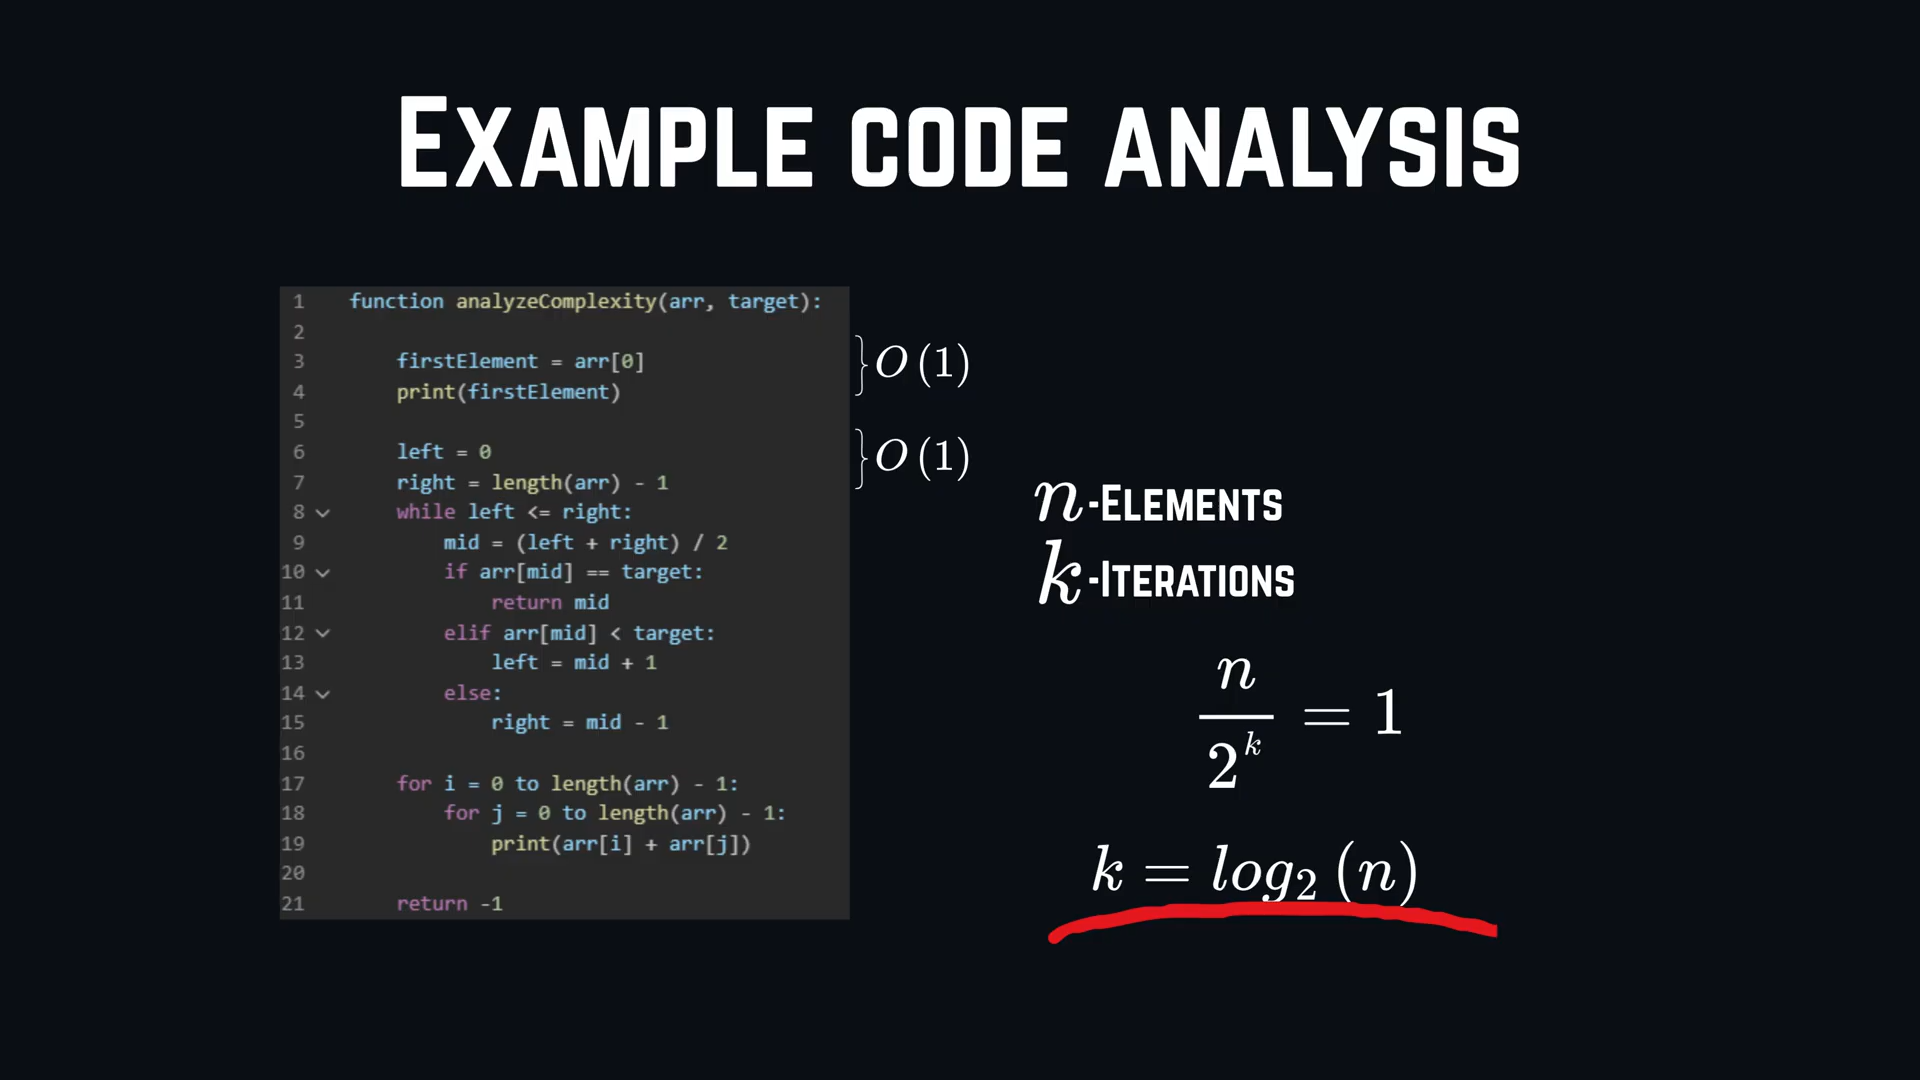 EXAMPLE CODE ANALYSIS
1 function analyzeComplexity(arr, target):
2
3 firstElement = arr[0]
4 print(firstElement)
} O (1)
5
6 left = 0
7 right = length(arr) - 1
} O (1)
8 while left <= right:
9 mid = (left + right) / 2
10 if arr[mid] == target:
11 return mid
12 elif arr[mid] < target:
13 left = mid + 1
14 else:
15 right = mid - 1
16
17 for i = 0 to length(arr) - 1:
18 for j = 0 to length(arr) - 1:
19 print(arr[i] + arr[j])
20
21 return -1
n-ELEMENTS
k-ITERATIONS
n / 2^k = 1
k = log₂ (n)